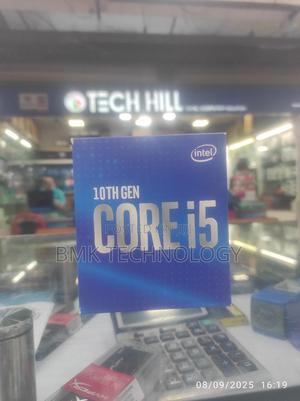 TECH HILL
intel
10TH GEN
CORE i5
BMK TECHNOLOGY
08/09/2025 16:19